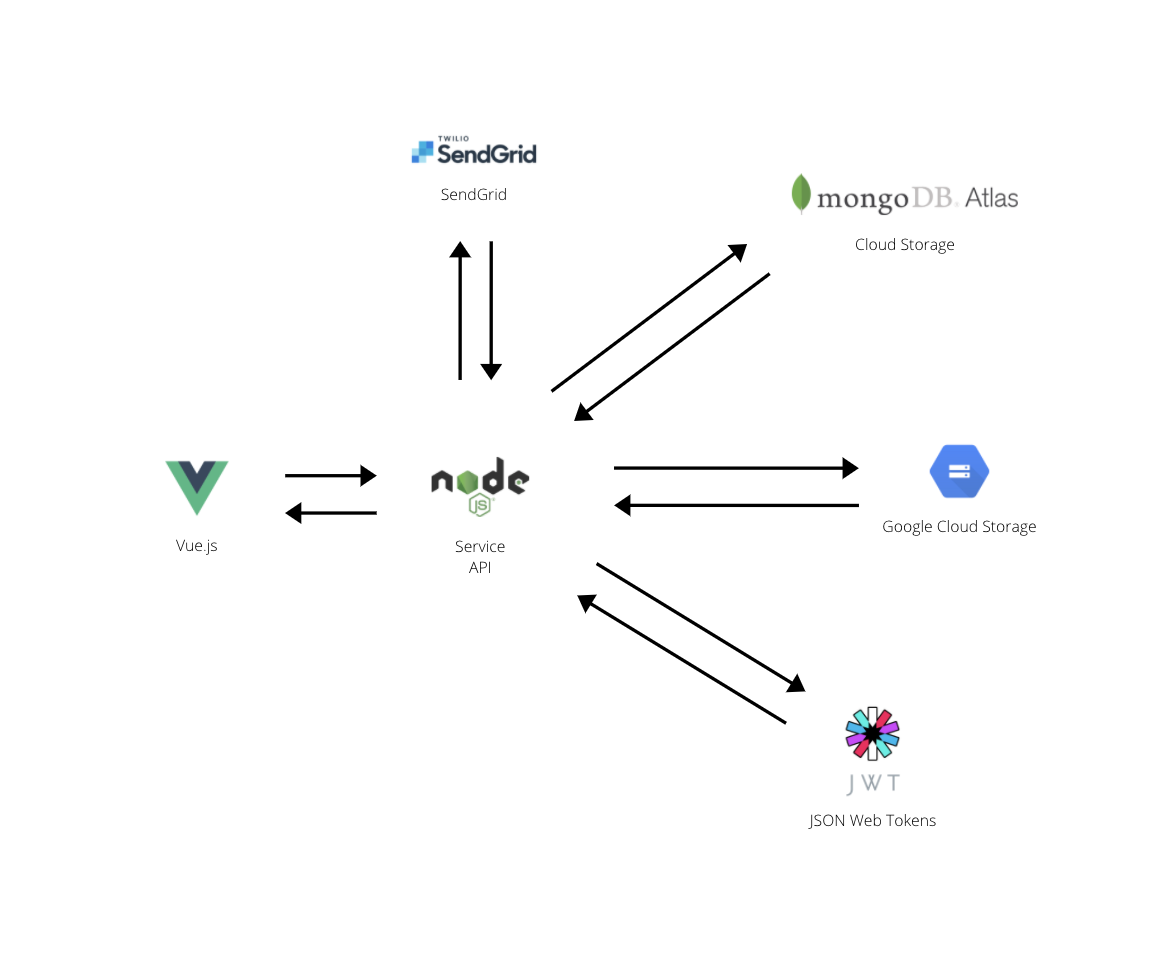 TWILIO
SendGrid
SendGrid
mongoDB. Atlas
Cloud Storage
Vue.js
node
JS
Service
API
Google Cloud Storage
JWT
JSON Web Tokens